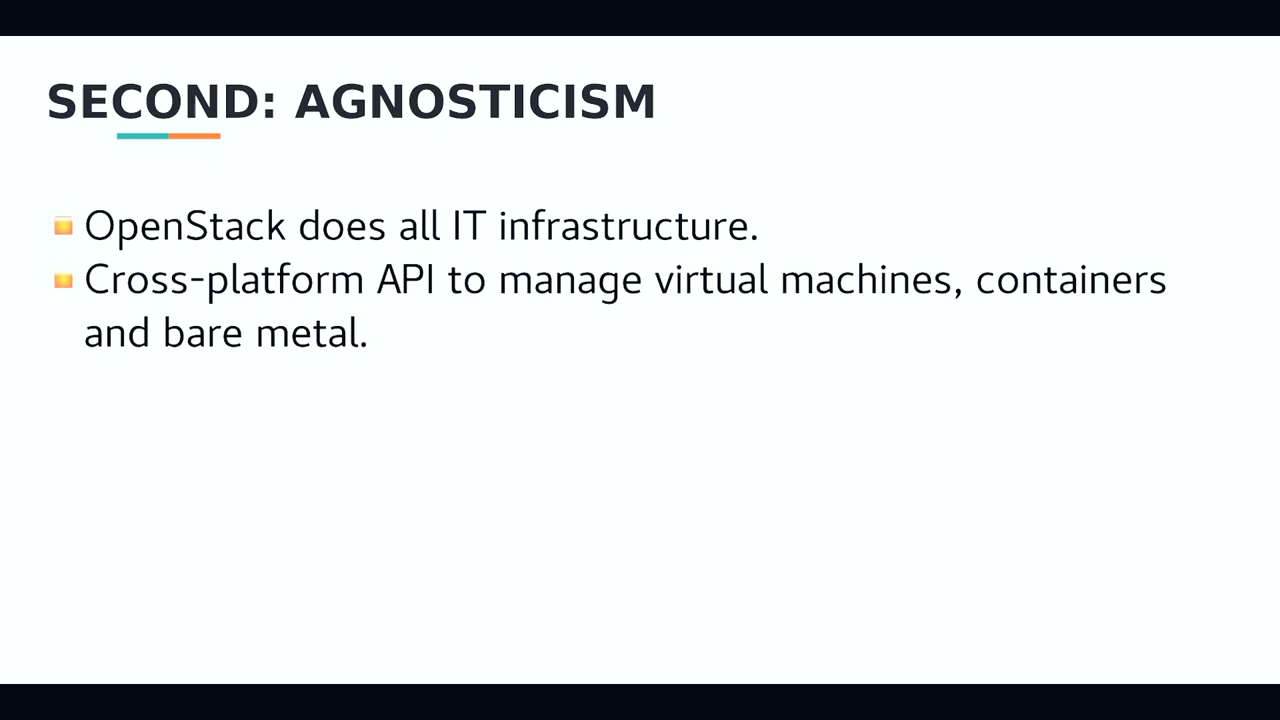 SECOND: AGNOSTICISM
OpenStack does all IT infrastructure.
Cross-platform API to manage virtual machines, containers
and bare metal.